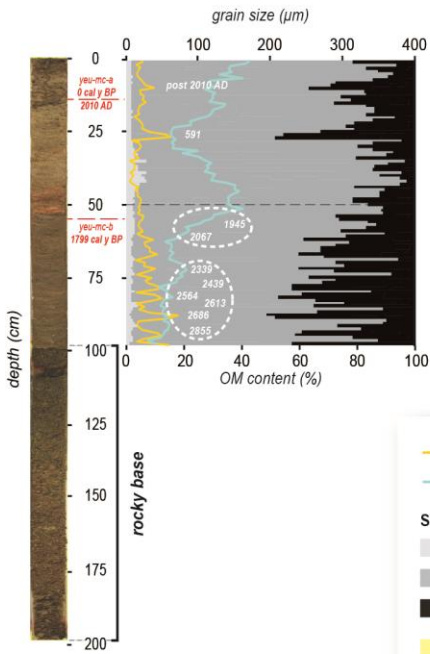 grain size (µm)
0 100 200 300 400
0
yeu-mc-a
0 cal y BP
2010 AD
post 2010 AD
25
591
50
yeu-mc-b
1799 cal y BP
1945
2067
2339
75
2439
2564
2613
2686
2855
100
0 20 40 60 80 100
OM content (%)
depth (cm)
125
rocky base
150
175
200
S